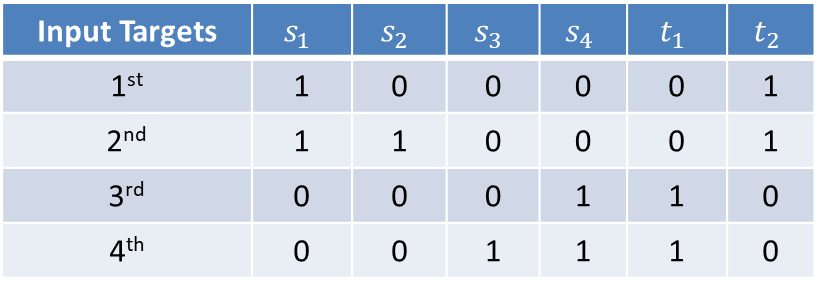 Input Targets s₁ s₂ s₃ s₄ t₁ t₂
1st 1 0 0 0 0 1
2nd 1 1 0 0 0 1
3rd 0 0 0 1 1 0
4th 0 0 1 1 1 0